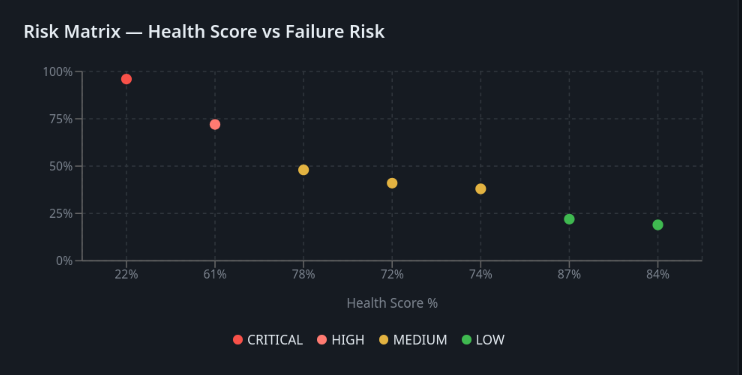 Risk Matrix — Health Score vs Failure Risk
100%
75%
50%
25%
0%
22% 61% 78% 72% 74% 87% 84%
Health Score %
CRITICAL HIGH MEDIUM LOW